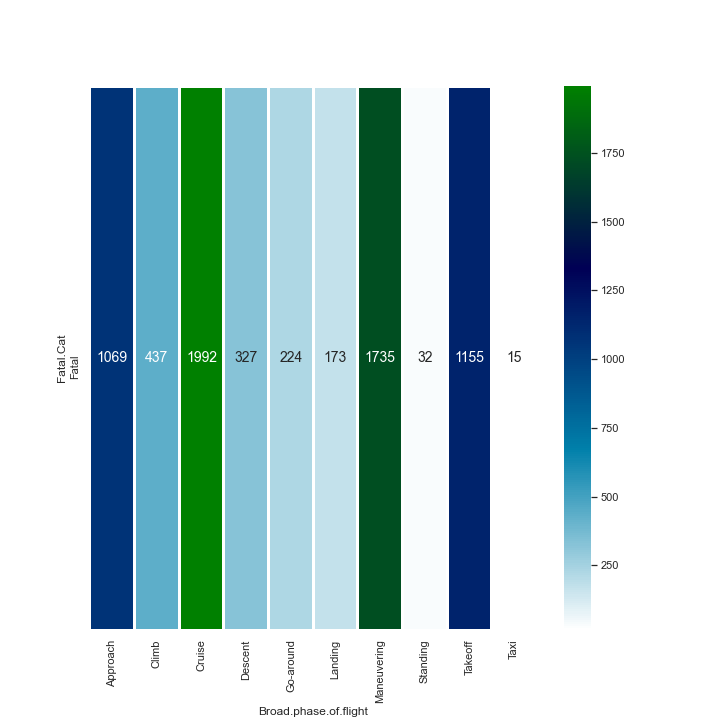 1750
1500
1250
1000
750
500
250
Fatal.Cat
Fatal
1069 437 1992 327 224 173 1735 32 1155 15
Approach
Climb
Cruise
Descent
Go-around
Landing
Maneuvering
Standing
Takeoff
Taxi
Broad.phase.of.flight